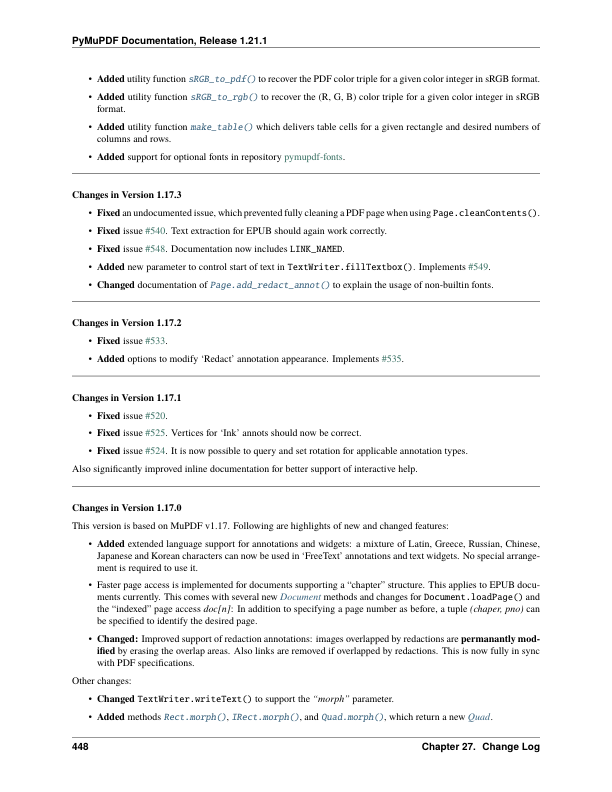 PyMuPDF Documentation, Release 1.21.1
• Added utility function sRGB_to_pdf() to recover the PDF color triple for a given color integer in sRGB format.
• Added utility function sRGB_to_rgb() to recover the (R, G, B) color triple for a given color integer in sRGB
format.
• Added utility function make_table() which delivers table cells for a given rectangle and desired numbers of
columns and rows.
• Added support for optional fonts in repository pymupdf-fonts.
Changes in Version 1.17.3
• Fixed an undocumented issue, which prevented fully cleaning a PDF page when using Page.cleanContents().
• Fixed issue #540. Text extraction for EPUB should again work correctly.
• Fixed issue #548. Documentation now includes LINK_NAMED.
• Added new parameter to control start of text in TextWriter.fillTextbox(). Implements #549.
• Changed documentation of Page.add_redact_annot() to explain the usage of non-builtin fonts.
Changes in Version 1.17.2
• Fixed issue #533.
• Added options to modify ‘Redact’ annotation appearance. Implements #535.
Changes in Version 1.17.1
• Fixed issue #520.
• Fixed issue #525. Vertices for ‘Ink’ annots should now be correct.
• Fixed issue #524. It is now possible to query and set rotation for applicable annotation types.
Also significantly improved inline documentation for better support of interactive help.
Changes in Version 1.17.0
This version is based on MuPDF v1.17. Following are highlights of new and changed features:
• Added extended language support for annotations and widgets: a mixture of Latin, Greece, Russian, Chinese,
Japanese and Korean characters can now be used in ‘FreeText’ annotations and text widgets. No special arrange-
ment is required to use it.
• Faster page access is implemented for documents supporting a “chapter” structure. This applies to EPUB docu-
ments currently. This comes with several new Document methods and changes for Document.loadPage() and
the “indexed” page access doc[n]: In addition to specifying a page number as before, a tuple (chaper, pno) can
be specified to identify the desired page.
• Changed: Improved support of redaction annotations: images overlapped by redactions are permanantly mod-
ified by erasing the overlap areas. Also links are removed if overlapped by redactions. This is now fully in sync
with PDF specifications.
Other changes:
• Changed TextWriter.writeText() to support the “morph” parameter.
• Added methods Rect.morph(), IRect.morph(), and Quad.morph(), which return a new Quad.
448 Chapter 27. Change Log